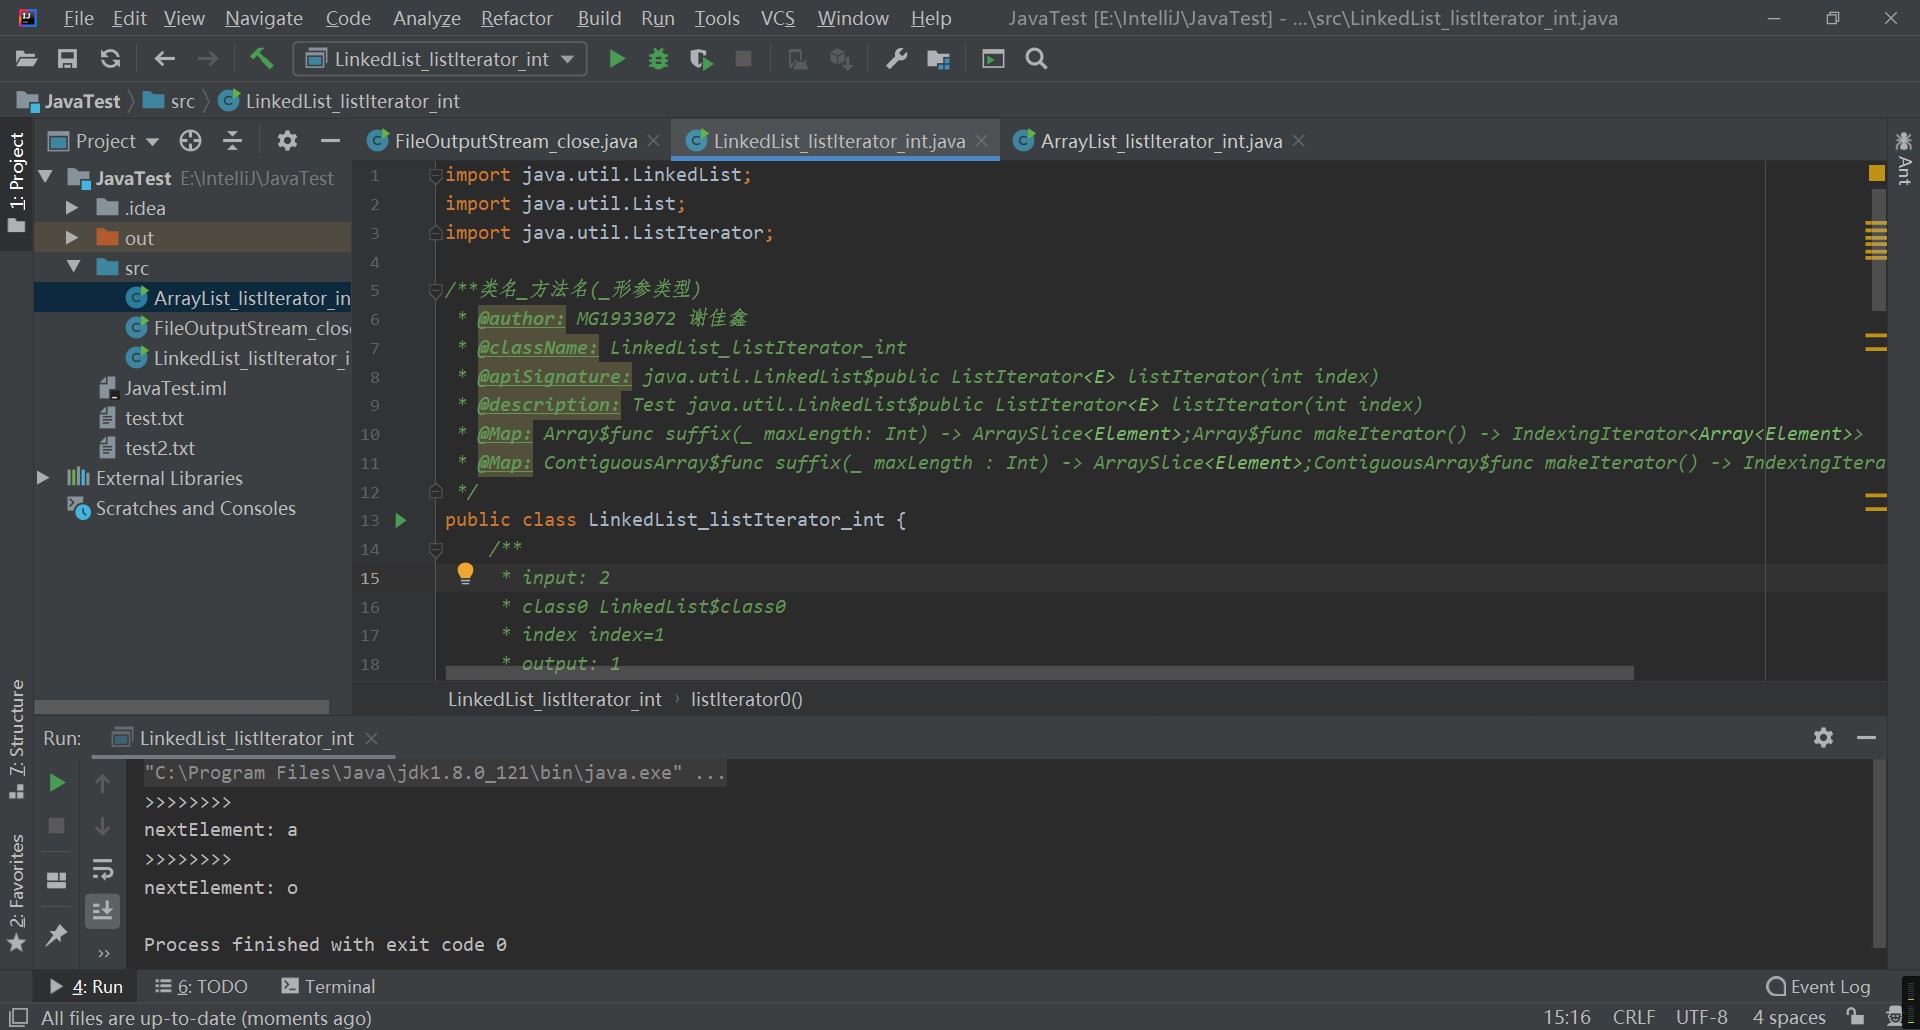 File Edit View Navigate Code Analyze Refactor Build Run Tools VCS Window Help JavaTest [E:\IntelliJ\JavaTest] - ...\src\LinkedList_listIterator_int.java
LinkedList_listIterator_int
JavaTest src LinkedList_listIterator_int
1: Project
Project
FileOutputStream_close.java LinkedList_listIterator_int.java ArrayList_listIterator_int.java
Ant
JavaTest E:\IntelliJ\JavaTest
.idea
out
src
ArrayList_listIterator_in
FileOutputStream_clos
LinkedList_listIterator_i
JavaTest.iml
test.txt
test2.txt
External Libraries
Scratches and Consoles
1 import java.util.LinkedList;
2 import java.util.List;
3 import java.util.ListIterator;
4
5 /**类名_方法名(_形参类型)
6 * @author: MG1933072 谢佳鑫
7 * @className: LinkedList_listIterator_int
8 * @apiSignature: java.util.LinkedList$public ListIterator<E> listIterator(int index)
9 * @description: Test java.util.LinkedList$public ListIterator<E> listIterator(int index)
10 * @Map: Array$func suffix(_ maxLength: Int) -> ArraySlice<Element>;Array$func makeIterator() -> IndexingIterator<Array<Element>>
11 * @Map: ContiguousArray$func suffix(_ maxLength : Int) -> ArraySlice<Element>;ContiguousArray$func makeIterator() -> IndexingItera
12 */
13 public class LinkedList_listIterator_int {
14 /**
15 * input: 2
16 * class0 LinkedList$class0
17 * index index=1
18 * output: 1
LinkedList_listIterator_int › listIterator0()
7: Structure
2: Favorites
Run: LinkedList_listIterator_int
"C:\Program Files\Java\jdk1.8.0_121\bin\java.exe" ...
>>>>>>>>
nextElement: a
>>>>>>>>
nextElement: o
Process finished with exit code 0
4: Run 6: TODO Terminal Event Log
All files are up-to-date (moments ago) 15:16 CRLF UTF-8 4 spaces